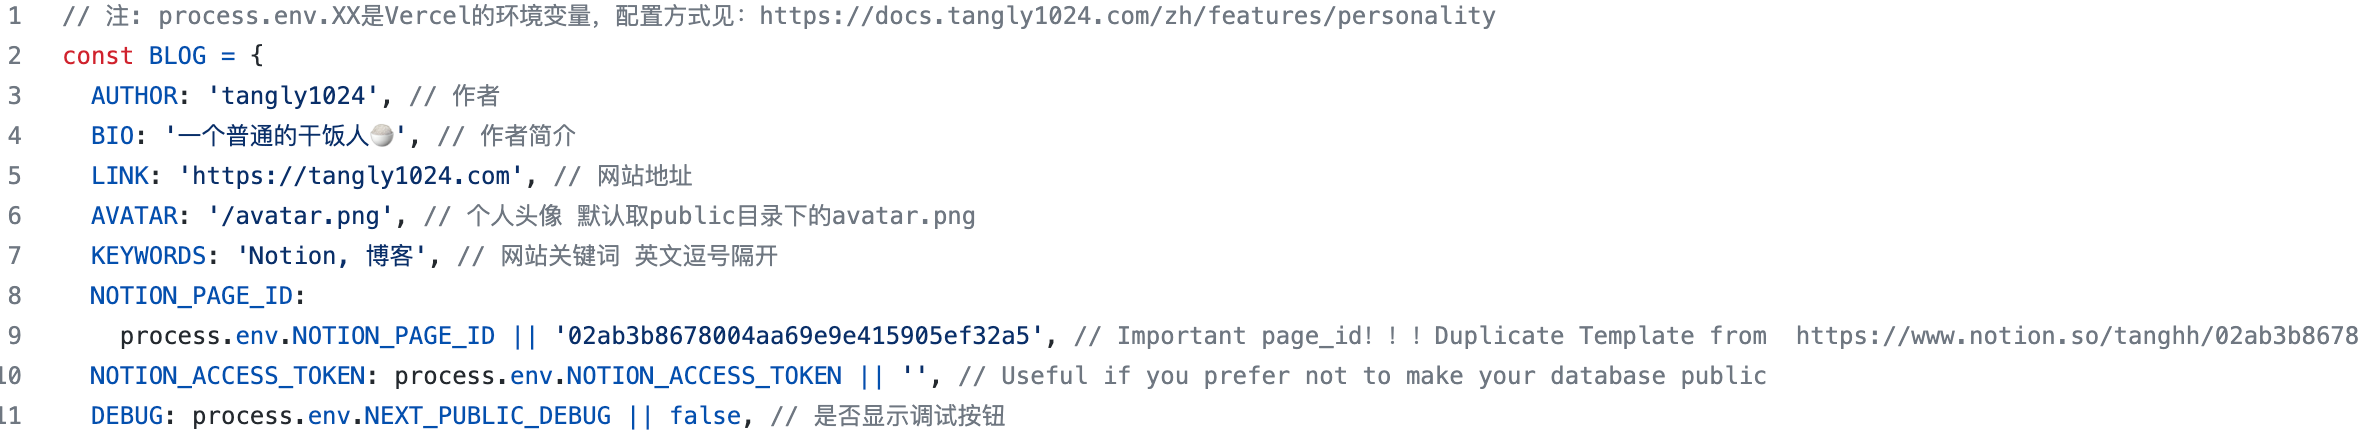 1 // 注: process.env.XX是Vercel的环境变量，配置方式见：https://docs.tangly1024.com/zh/features/personality
2 const BLOG = {
3 AUTHOR: 'tangly1024', // 作者
4 BIO: '一个普通的干饭人🍚', // 作者简介
5 LINK: 'https://tangly1024.com', // 网站地址
6 AVATAR: '/avatar.png', // 个人头像 默认取public目录下的avatar.png
7 KEYWORDS: 'Notion, 博客', // 网站关键词 英文逗号隔开
8 NOTION_PAGE_ID:
9 process.env.NOTION_PAGE_ID || '02ab3b8678004aa69e9e415905ef32a5', // Important page_id！！！Duplicate Template from  https://www.notion.so/tanghh/02ab3b8678
10 NOTION_ACCESS_TOKEN: process.env.NOTION_ACCESS_TOKEN || '', // Useful if you prefer not to make your database public
11 DEBUG: process.env.NEXT_PUBLIC_DEBUG || false, // 是否显示调试按钮